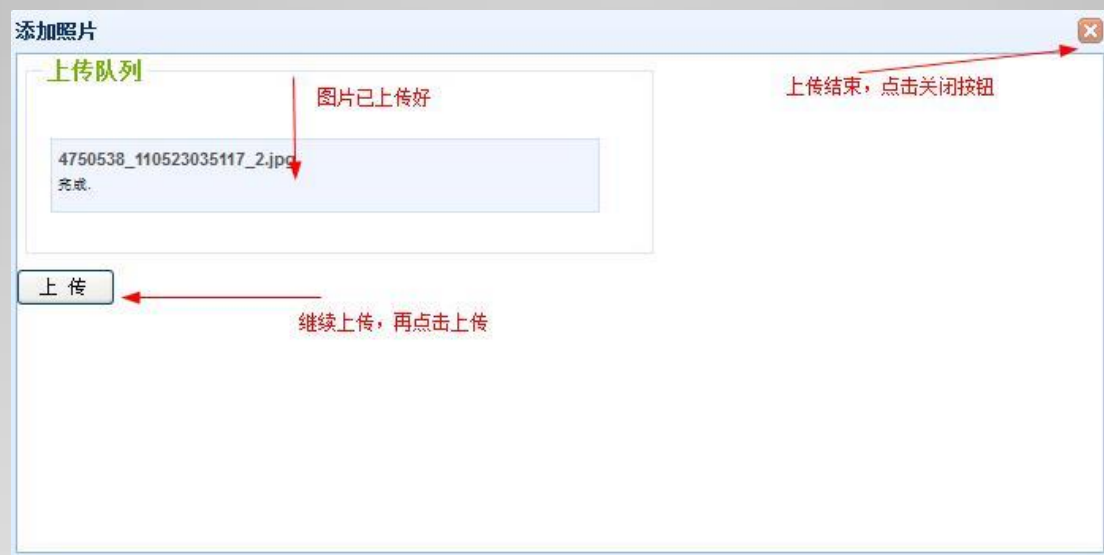 添加照片
上传队列
图片已上传好
上传结束，点击关闭按钮
4750538_110523035117_2.jpg
完成.
上 传
继续上传，再点击上传